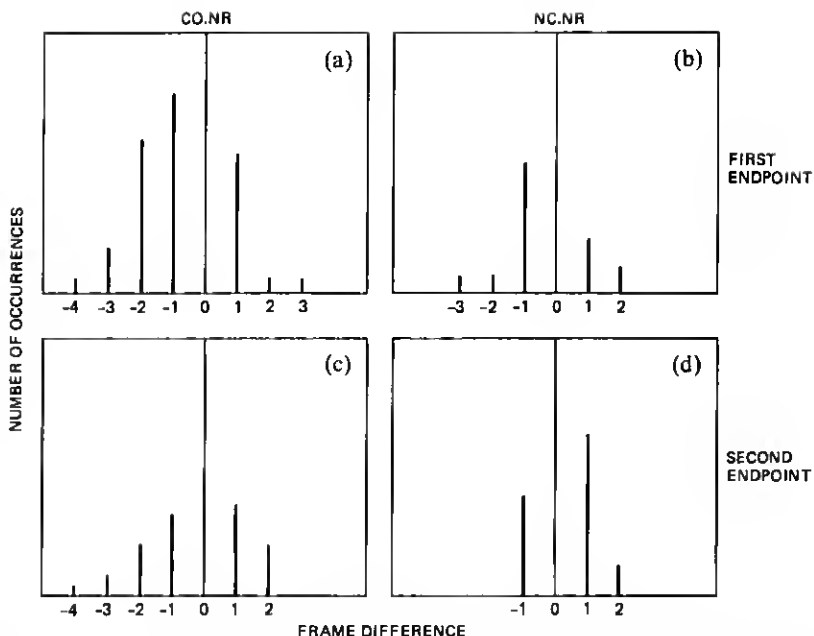 CO.NR
NC.NR
(a)
(b)
FIRST
ENDPOINT
-4 -3 -2 -1 0 1 2 3
-3 -2 -1 0 1 2
NUMBER OF OCCURRENCES
(c)
(d)
SECOND
ENDPOINT
-4 -3 -2 -1 0 1 2
-1 0 1 2
FRAME DIFFERENCE